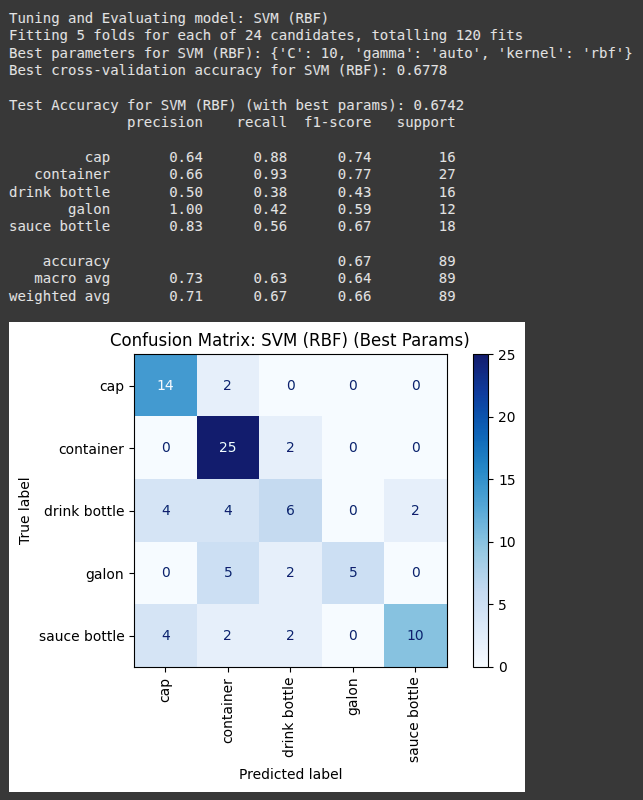 Tuning and Evaluating model: SVM (RBF)
Fitting 5 folds for each of 24 candidates, totalling 120 fits
Best parameters for SVM (RBF): {'C': 10, 'gamma': 'auto', 'kernel': 'rbf'}
Best cross-validation accuracy for SVM (RBF): 0.6778
Test Accuracy for SVM (RBF) (with best params): 0.6742
precision recall f1-score support
cap 0.64 0.88 0.74 16
container 0.66 0.93 0.77 27
drink bottle 0.50 0.38 0.43 16
galon 1.00 0.42 0.59 12
sauce bottle 0.83 0.56 0.67 18
accuracy 0.67 89
macro avg 0.73 0.63 0.64 89
weighted avg 0.71 0.67 0.66 89
Confusion Matrix: SVM (RBF) (Best Params)
cap 14 2 0 0 0
container 0 25 2 0 0
drink bottle 4 4 6 0 2
galon 0 5 2 5 0
sauce bottle 4 2 2 0 10
True label
cap
container
drink bottle
galon
sauce bottle
Predicted label
25
20
15
10
5
0